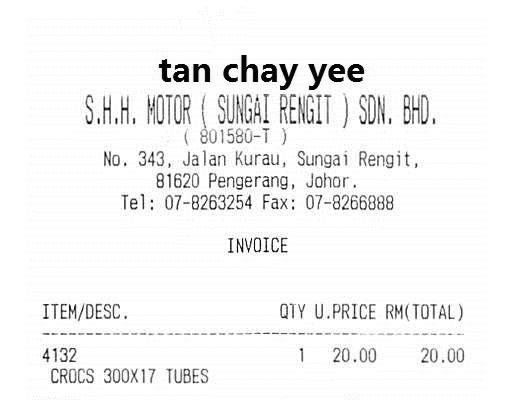 tan chay yee
S.H.H. MOTOR ( SUNGAI RENGIT ) SDN. BHD.
( 801580-T )
No. 343, Jalan Kurau, Sungai Rengit,
81620 Pengerang, Johor.
Tel: 07-8263254 Fax: 07-8266888
INVOICE
ITEM/DESC. QTY U.PRICE RM(TOTAL)
4132 1 20.00 20.00
CROCS 300X17 TUBES